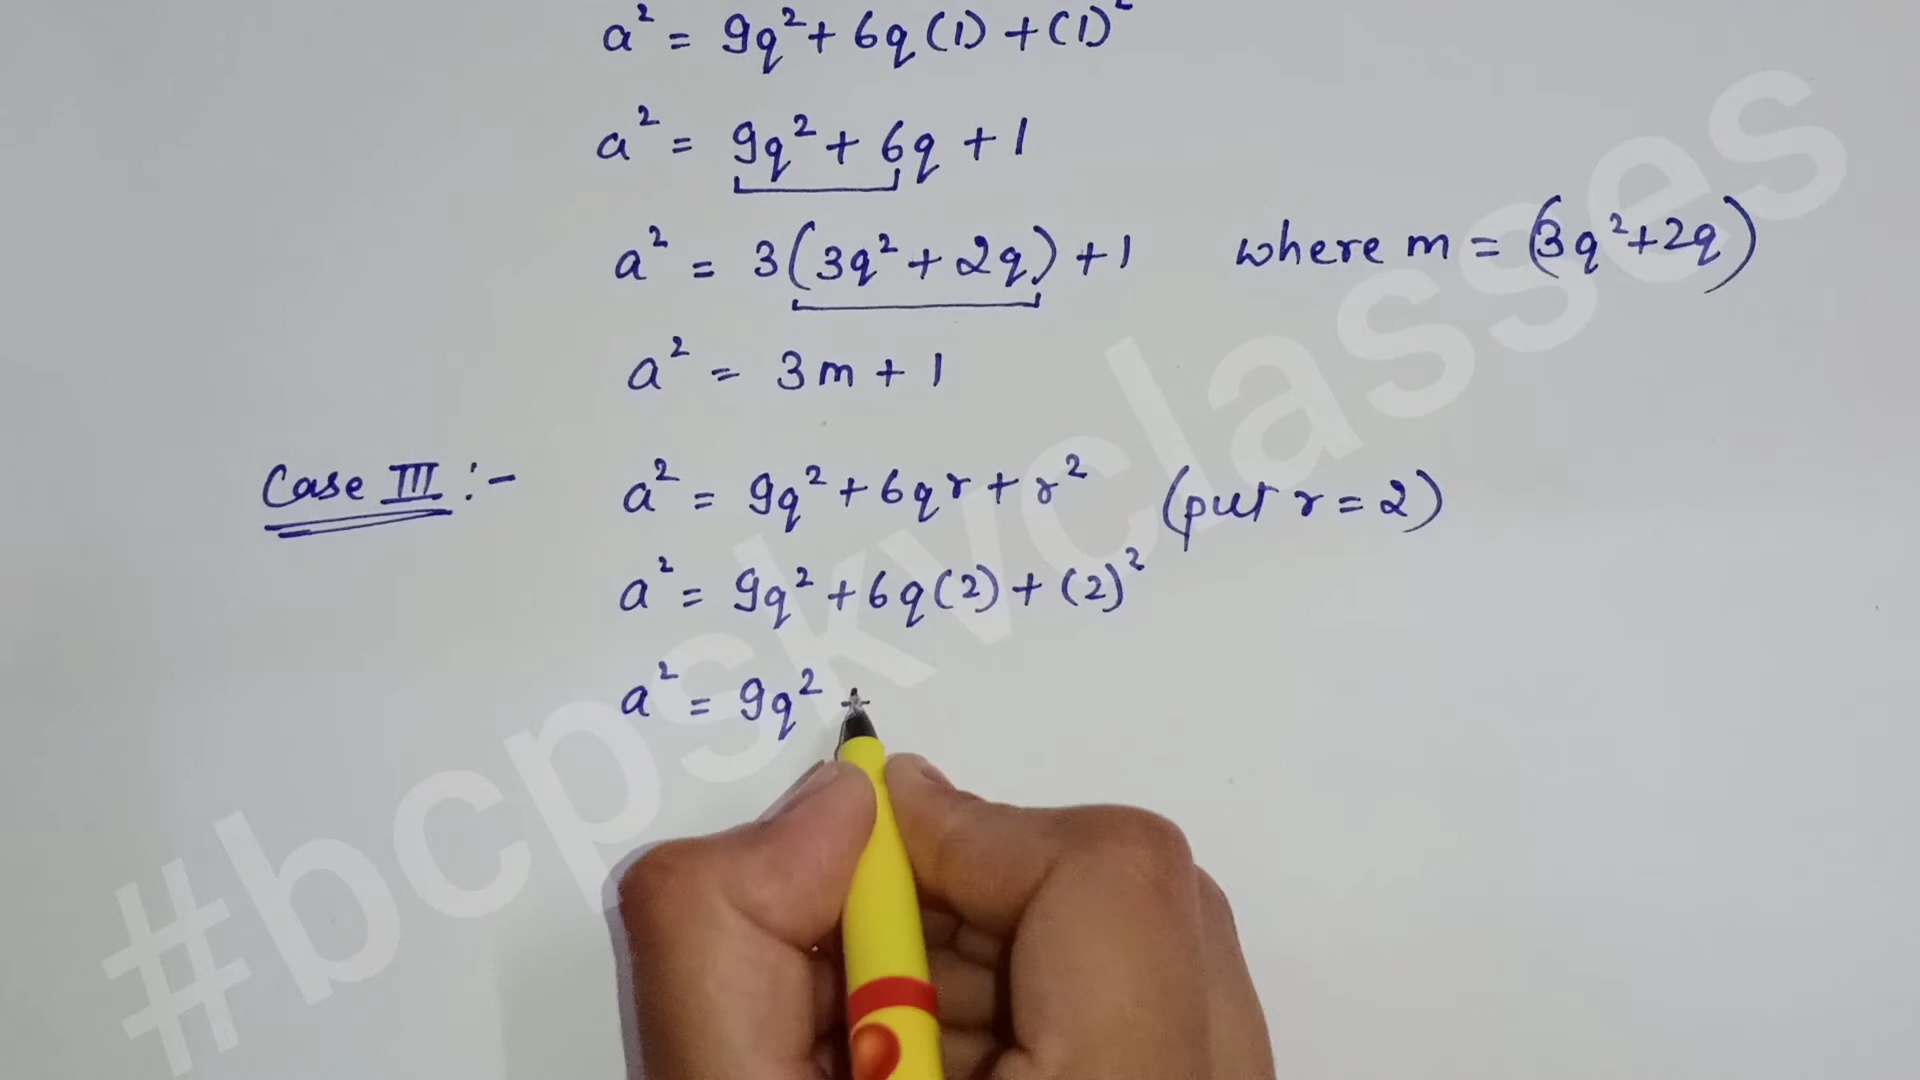 a² = 9q² + 6q (1) + (1)²
a² = 9q² + 6q + 1
a² = 3(3q² + 2q) + 1 where m = (3q²+2q)
a² = 3m + 1
Case III :- a² = 9q² + 6qr + r² (put r = 2)
a² = 9q² + 6q(2) + (2)²
a² = 9q² +
#bcpskvclasses